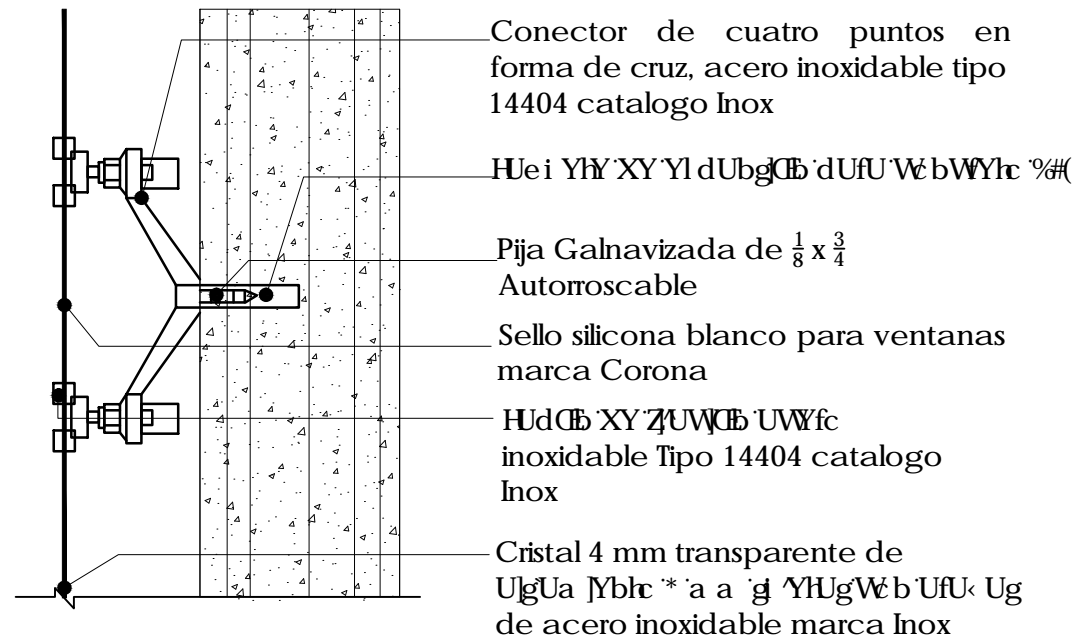 Conector de cuatro puntos en
forma de cruz, acero inoxidable tipo
14404 catalogo Inox
Pija Galnavizada de 1/8 x 3/4
Autorroscable
Sello silicona blanco para ventanas
marca Corona
inoxidable Tipo 14404 catalogo
Inox
Cristal 4 mm transparente de
de acero inoxidable marca Inox